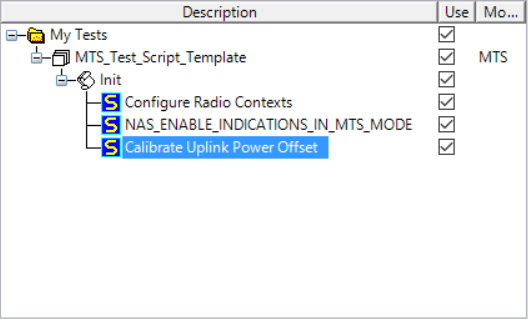 Description Use Mo...
My Tests
MTS_Test_Script_Template MTS
Init
S Configure Radio Contexts
S NAS_ENABLE_INDICATIONS_IN_MTS_MODE
S Calibrate Uplink Power Offset